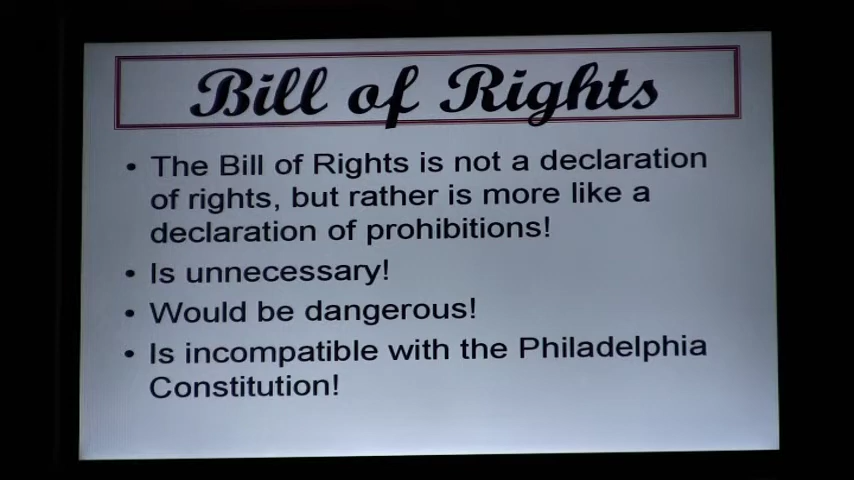 Bill of Rights
• The Bill of Rights is not a declaration
of rights, but rather is more like a
declaration of prohibitions!
• Is unnecessary!
• Would be dangerous!
• Is incompatible with the Philadelphia
Constitution!